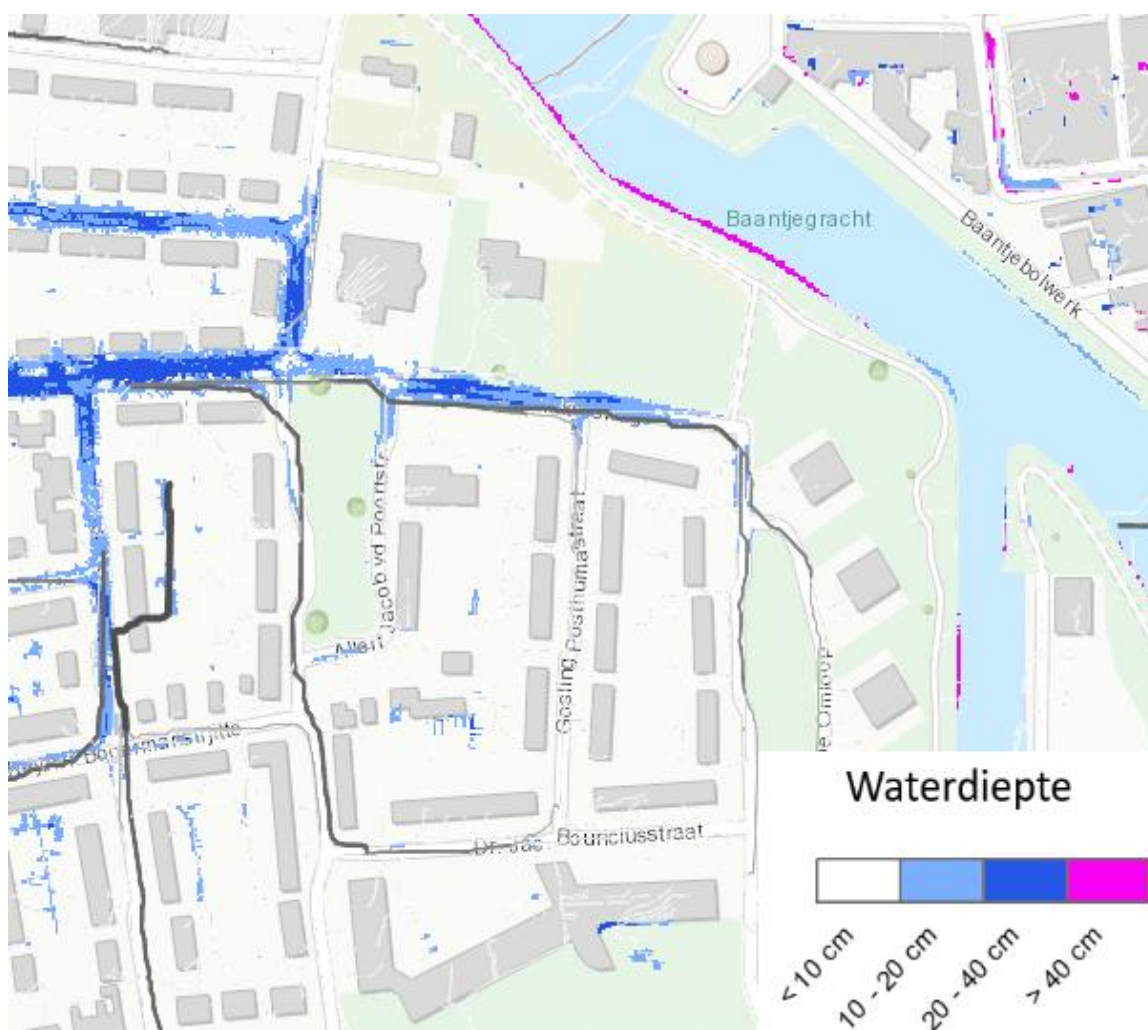 Baantjegracht
Baantjebolwerk
Allert Jacob vd Poortstr
Gosling Posthumastraat
Dr. Jac. Bouriciusstraat
Waterdiepte
< 10 cm
10 - 20 cm
20 - 40 cm
> 40 cm